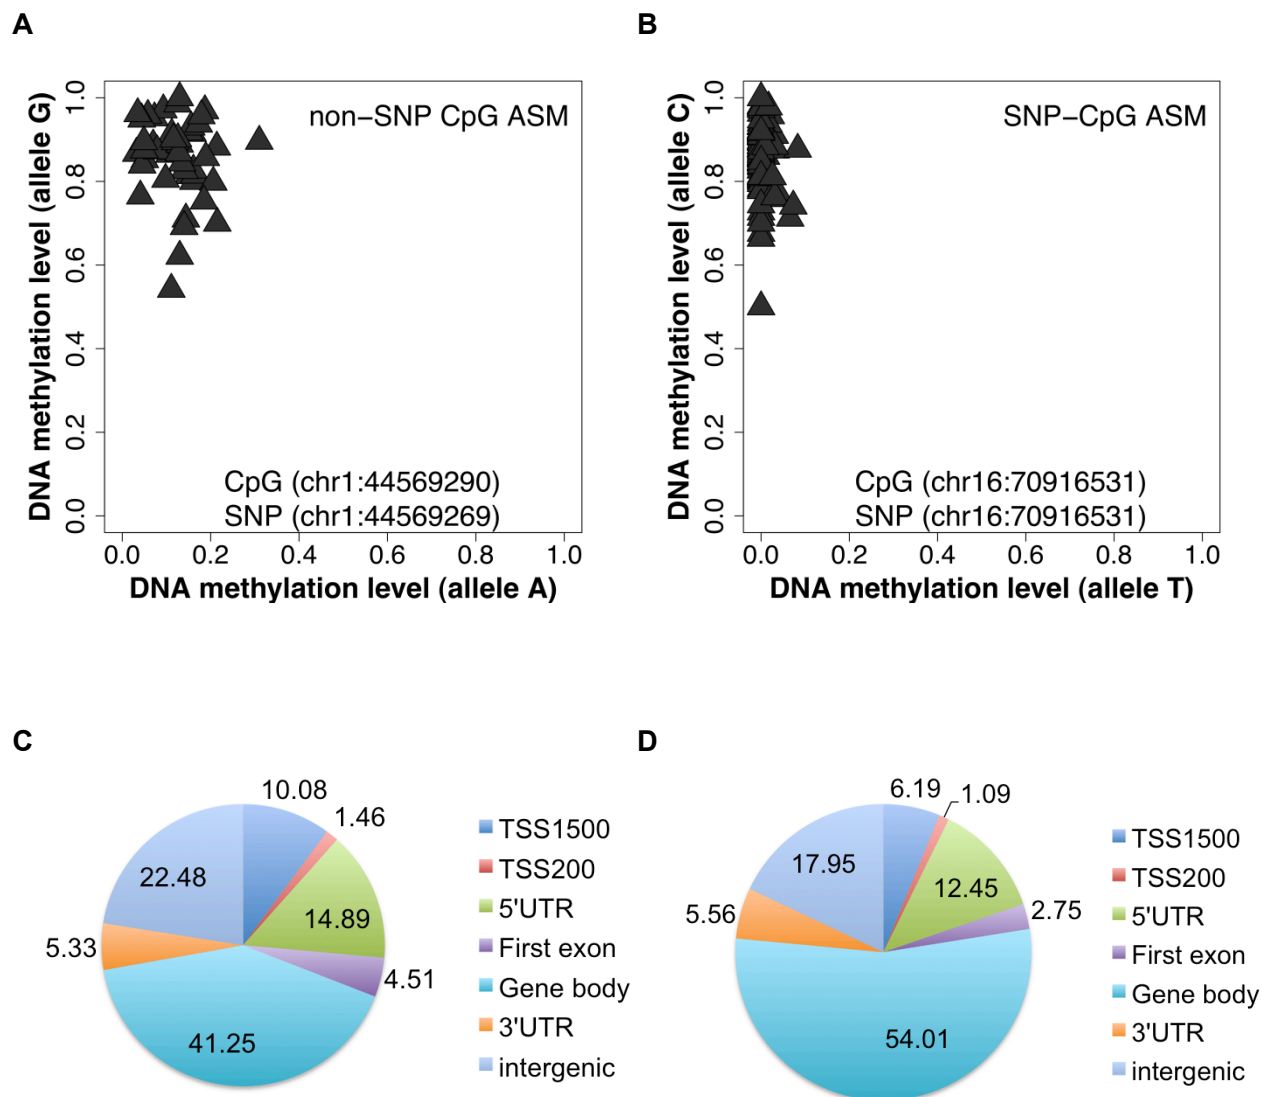 A
B
DNA methylation level (allele G)
1.0
0.8
0.6
0.4
0.2
0.0
non−SNP CpG ASM
CpG (chr1:44569290)
SNP (chr1:44569269)
0.0 0.2 0.4 0.6 0.8 1.0
DNA methylation level (allele A)
DNA methylation level (allele C)
1.0
0.8
0.6
0.4
0.2
0.0
SNP−CpG ASM
CpG (chr16:70916531)
SNP (chr16:70916531)
0.0 0.2 0.4 0.6 0.8 1.0
DNA methylation level (allele T)
C
D
10.08
1.46
14.89
4.51
41.25
5.33
22.48
TSS1500
TSS200
5'UTR
First exon
Gene body
3'UTR
intergenic
6.19
1.09
12.45
2.75
54.01
5.56
17.95
TSS1500
TSS200
5'UTR
First exon
Gene body
3'UTR
intergenic